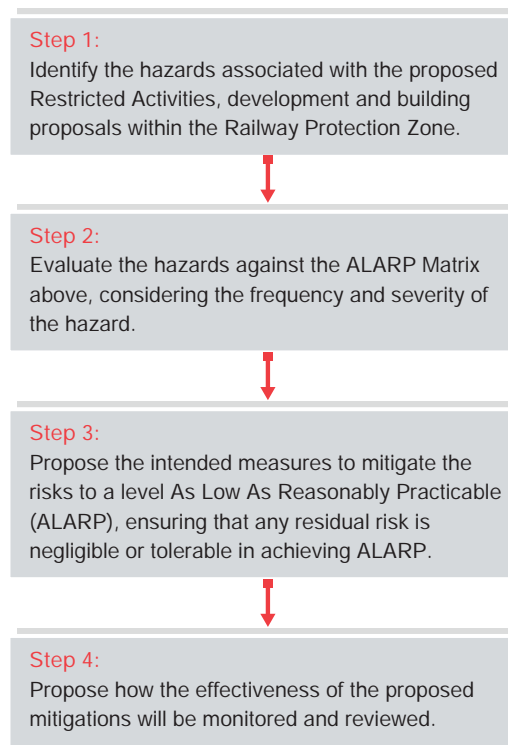 Step 1:
Identify the hazards associated with the proposed
Restricted Activities, development and building
proposals within the Railway Protection Zone.
Step 2:
Evaluate the hazards against the ALARP Matrix
above, considering the frequency and severity of
the hazard.
Step 3:
Propose the intended measures to mitigate the
risks to a level As Low As Reasonably Practicable
(ALARP), ensuring that any residual risk is
negligible or tolerable in achieving ALARP.
Step 4:
Propose how the effectiveness of the proposed
mitigations will be monitored and reviewed.